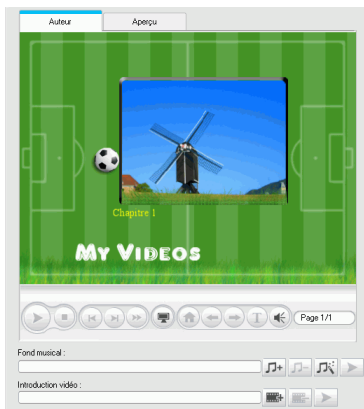 Auteur Aperçu
Chapitre 1
My Videos
T Page 1/1
Fond musical :
Introduction vidéo :